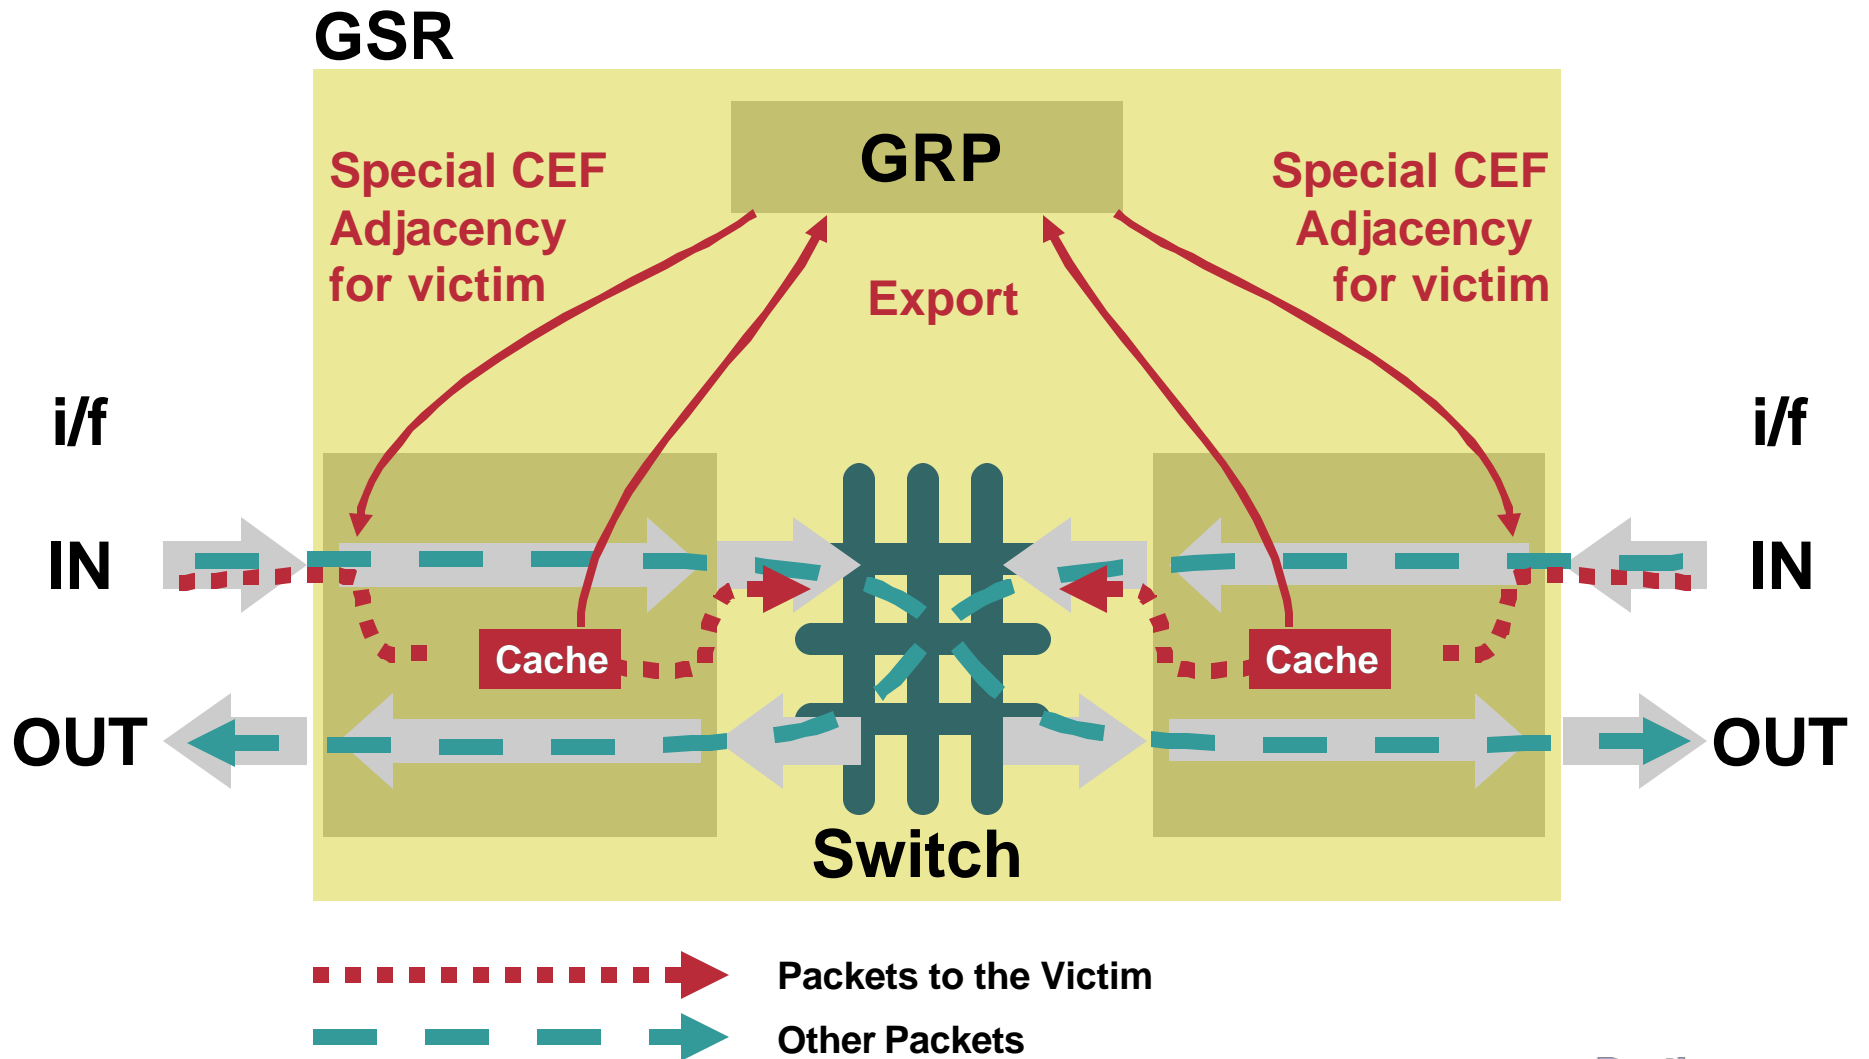 GSR
GRP
Special CEF
Adjacency
for victim
Special CEF
Adjacency
for victim
Export
i/f
i/f
IN
IN
Cache
Cache
OUT
OUT
Switch
Packets to the Victim
Other Packets